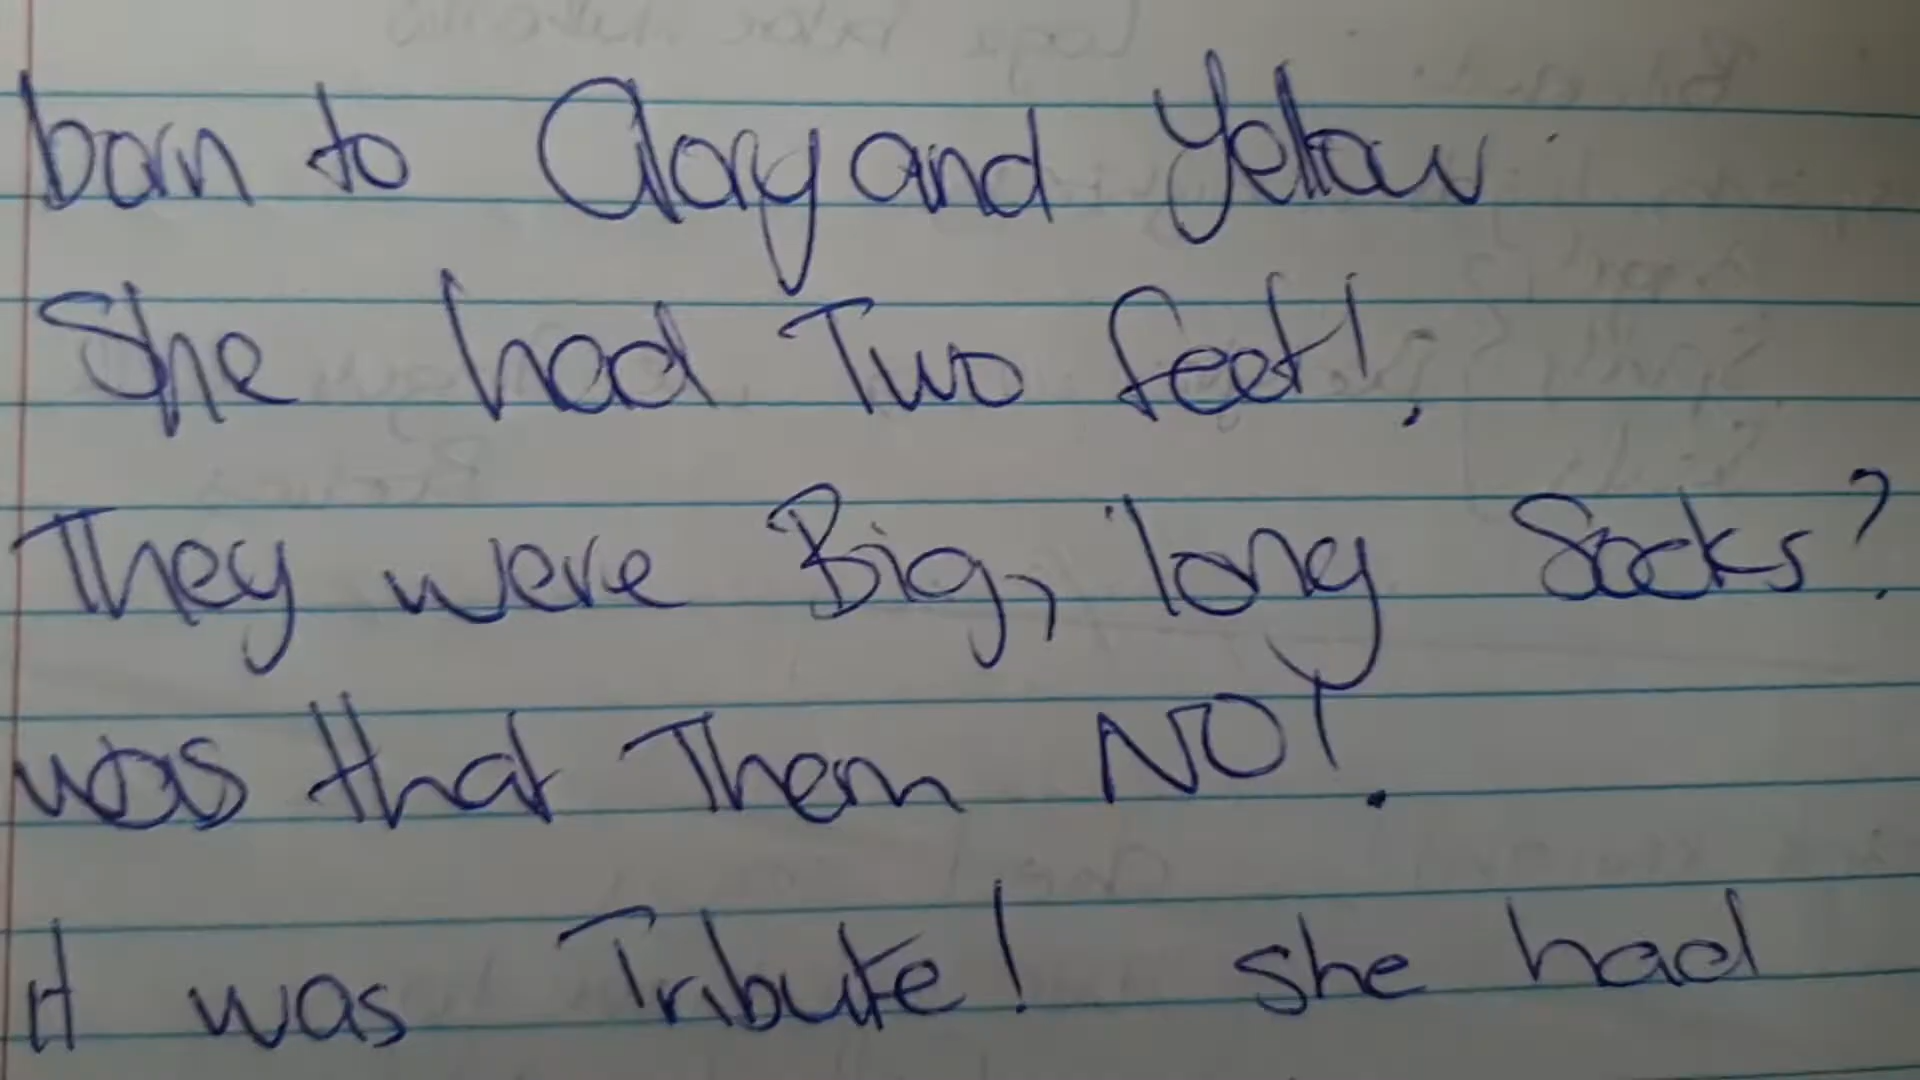 born to Glory and Yellow
She had Two feet!
They were Big, long Socks?
was that Them NO!
it was Tribute! She had